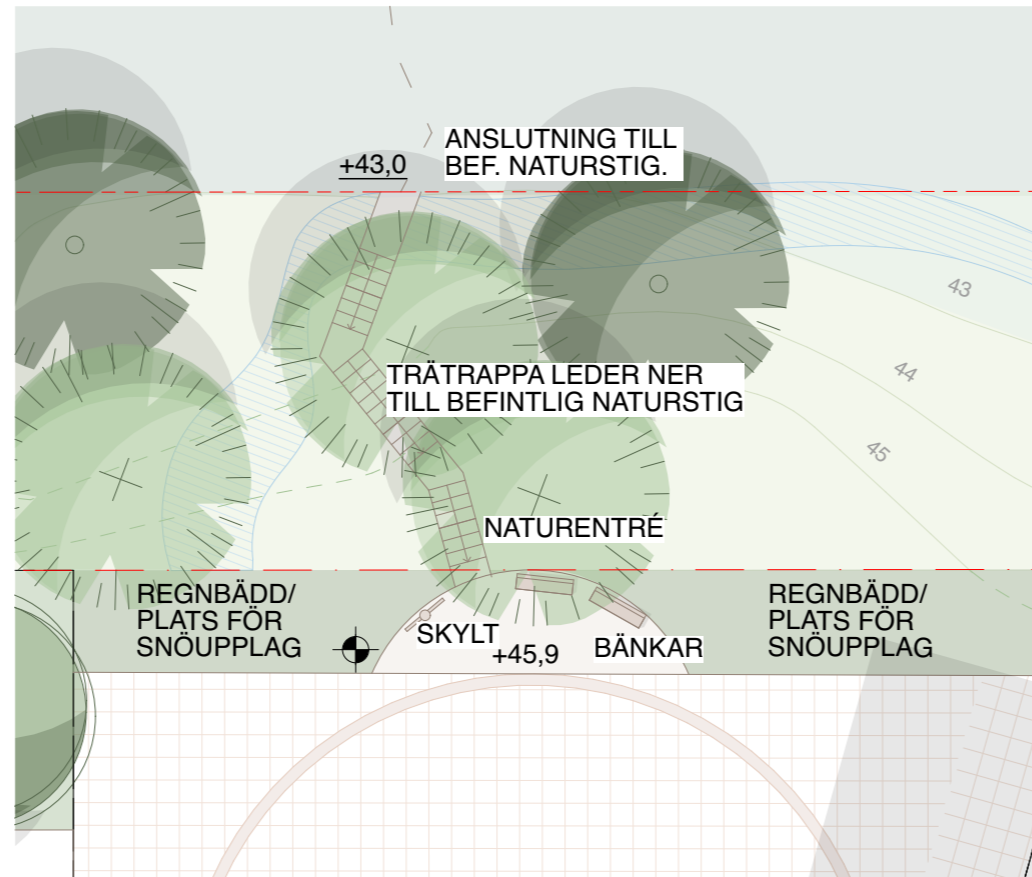 ANSLUTNING TILL
BEF. NATURSTIG.
+43,0
43
44
TRÄTRAPPA LEDER NER
TILL BEFINTLIG NATURSTIG
45
NATURENTRÉ
REGNBÄDD/
PLATS FÖR
SNÖUPPLAG
SKYLT
+45,9
BÄNKAR
REGNBÄDD/
PLATS FÖR
SNÖUPPLAG